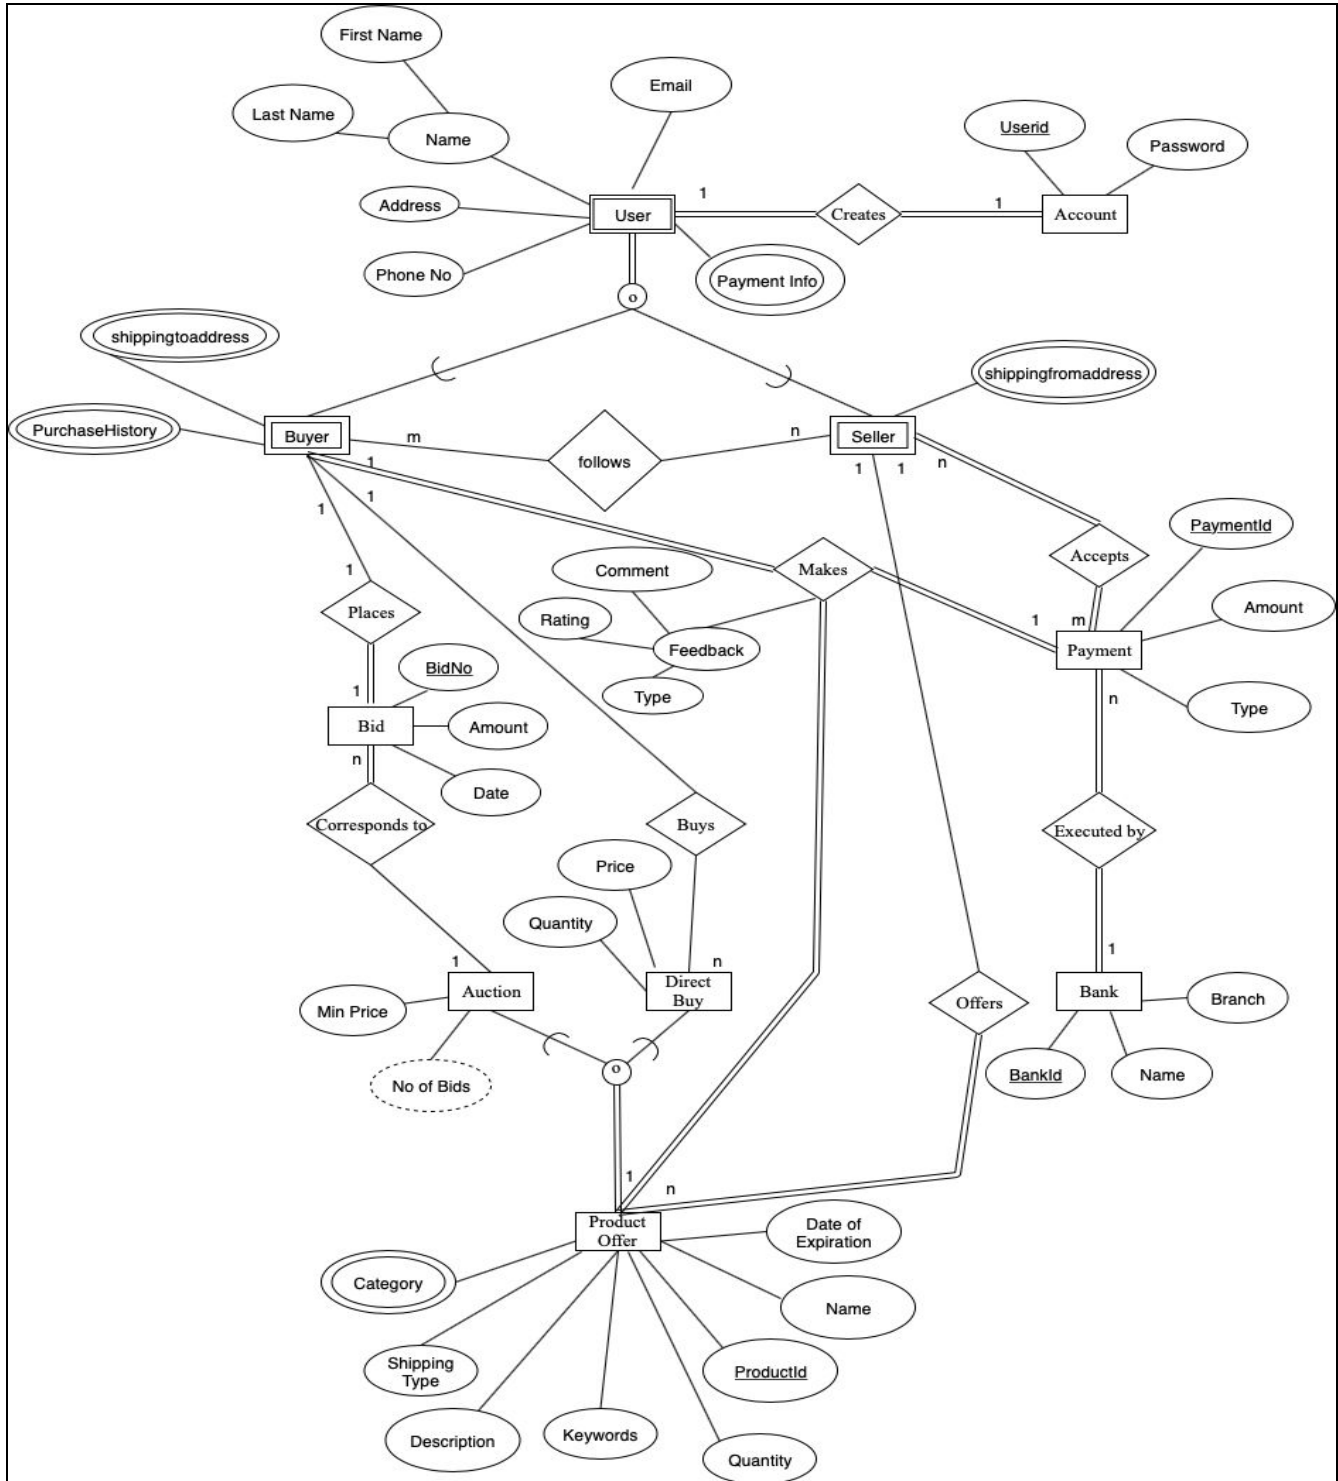 First Name
Email
Last Name
Name
Userid
Password
Address
User
1
Creates
1
Account
Phone No
Payment Info
o
shippingtoaddress
shippingfromaddress
PurchaseHistory
Buyer
m
follows
n
Seller
1
1
1
n
1
1
PaymentId
Accepts
Comment
Makes
1
Places
Rating
Feedback
Amount
1
m
Payment
BidNo
Type
1
n
Type
Bid
Amount
n
Date
Corresponds to
Buys
Executed by
Price
Quantity
1
n
1
Auction
Direct
Buy
Offers
Bank
Branch
Min Price
o
No of Bids
BankId
Name
1
n
Product
Offer
Date of
Expiration
Category
Name
Shipping
Type
ProductId
Description
Keywords
Quantity